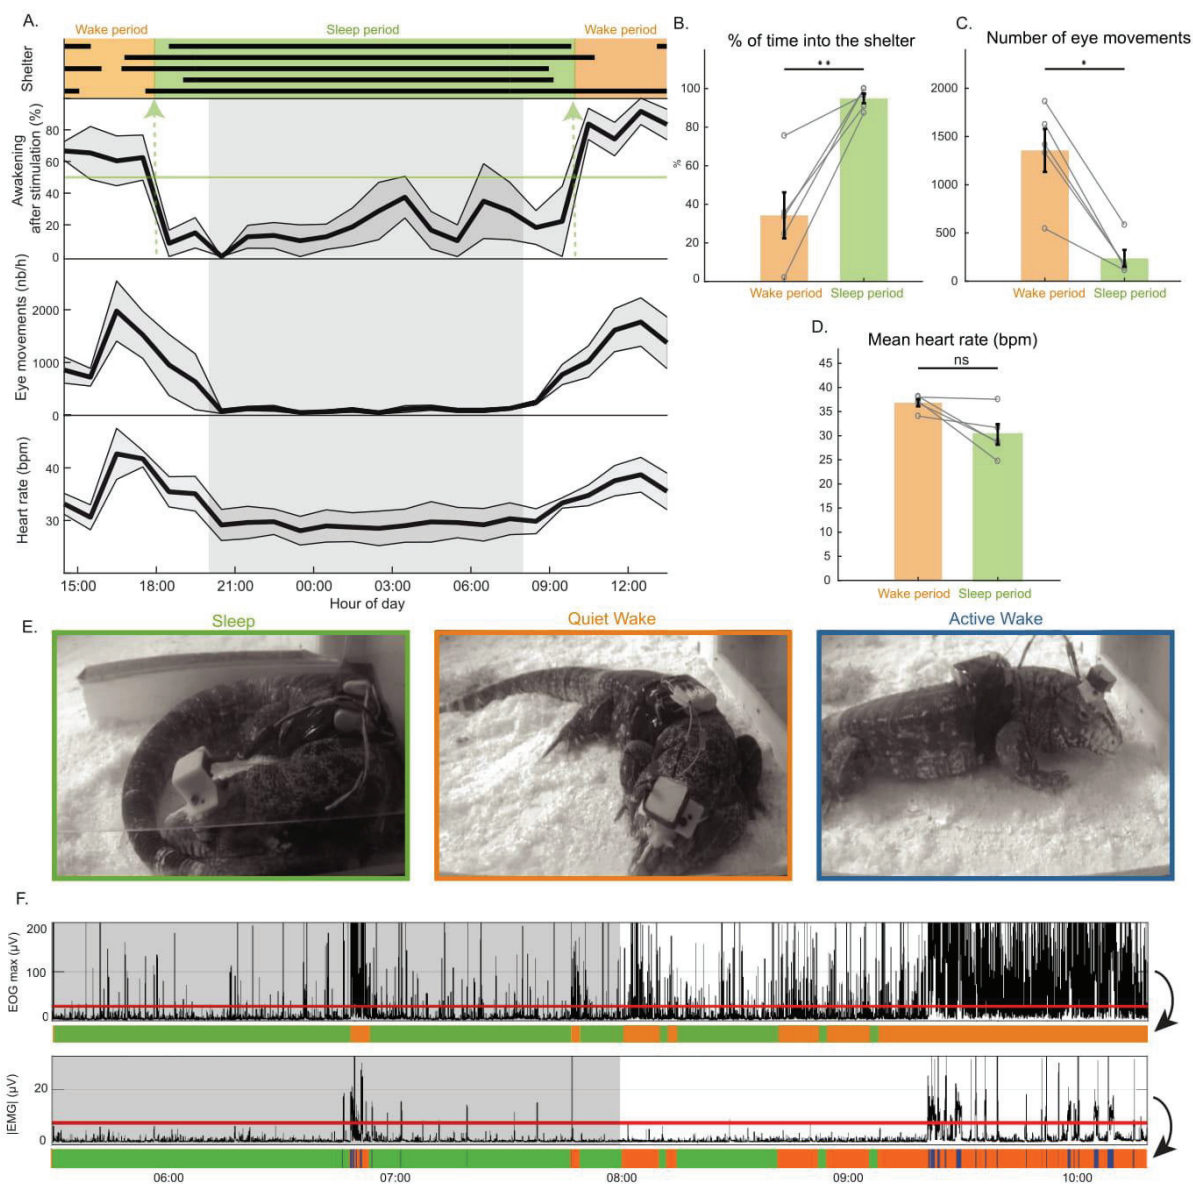 A.
Wake period
Sleep period
Wake period
Shelter
Awakening
after stimulation (%)
80
60
40
20
0
Eye movements (nb/h)
2000
1000
0
Heart rate (bpm)
40
30
15:00
18:00
21:00
00:00
03:00
06:00
09:00
12:00
Hour of day
B.
% of time into the shelter
**
%
100
80
60
40
20
0
Wake period
Sleep period
C.
Number of eye movements
*
2000
1500
1000
500
0
Wake period
Sleep period
D.
Mean heart rate (bpm)
ns
45
40
35
30
25
20
15
10
5
0
Wake period
Sleep period
E.
Sleep
Quiet Wake
Active Wake
F.
EOG max (µV)
200
100
0
|EMG| (µV)
20
0
06:00
07:00
08:00
09:00
10:00